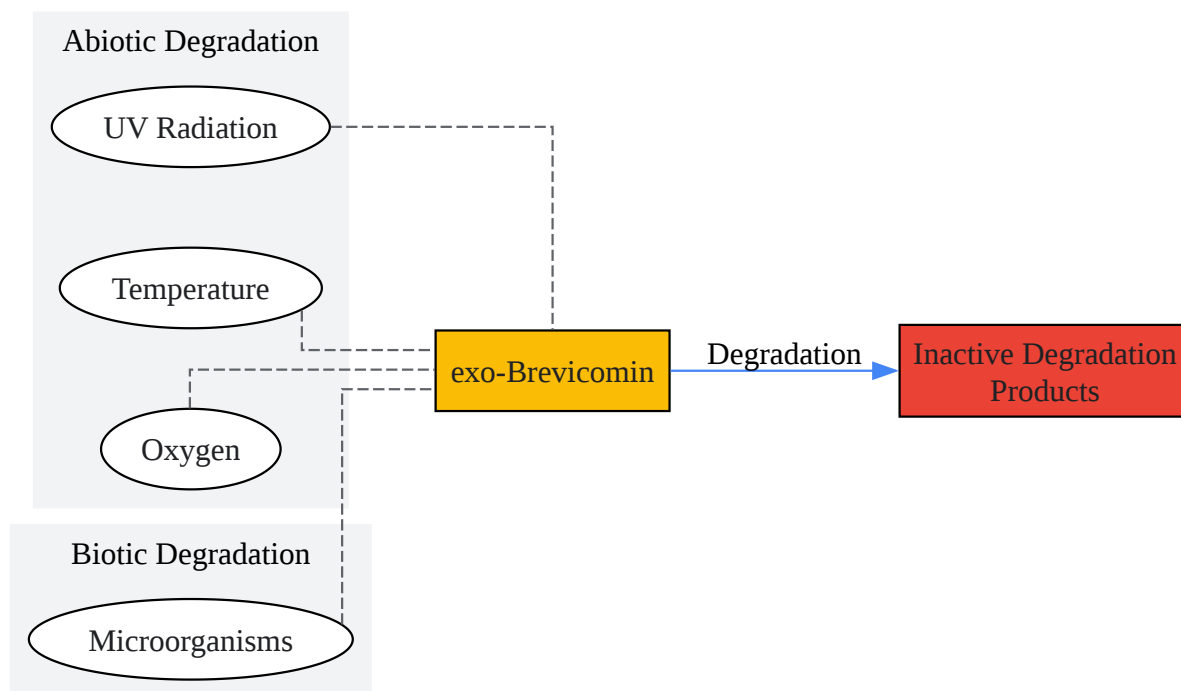 Abiotic Degradation
UV Radiation
Temperature
Oxygen
Biotic Degradation
Microorganisms
exo-Brevicomin
Degradation
Inactive Degradation
Products